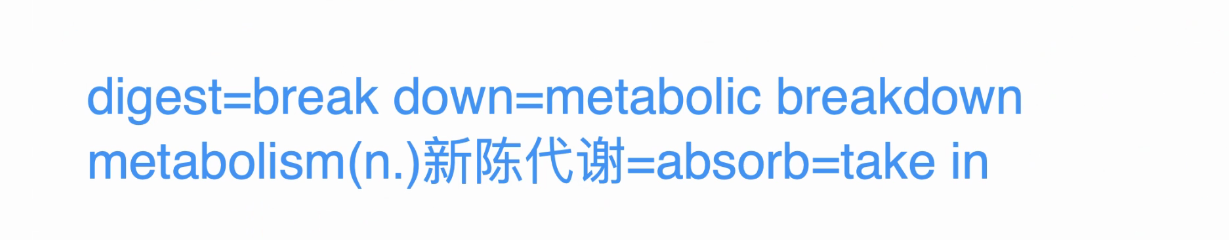 digest=break down=metabolic breakdown
metabolism(n.)新陈代谢=absorb=take in